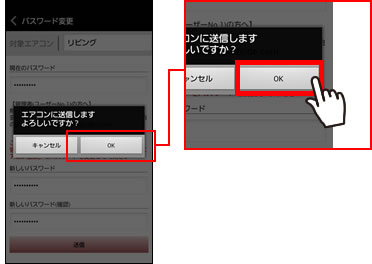 パスワード変更
対象エアコン
リビング
現在のパスワード
••••••••
【管理者(ユーザーNo.1)の方へ】
エアコンに送信します
よろしいですか？
キャンセル
OK
新しいパスワード
••••••••
新しいパスワード(確認)
••••••••
送信
ーザーNo.1)の方へ】
コンに送信します
しいですか？
ンセル
OK
ワード